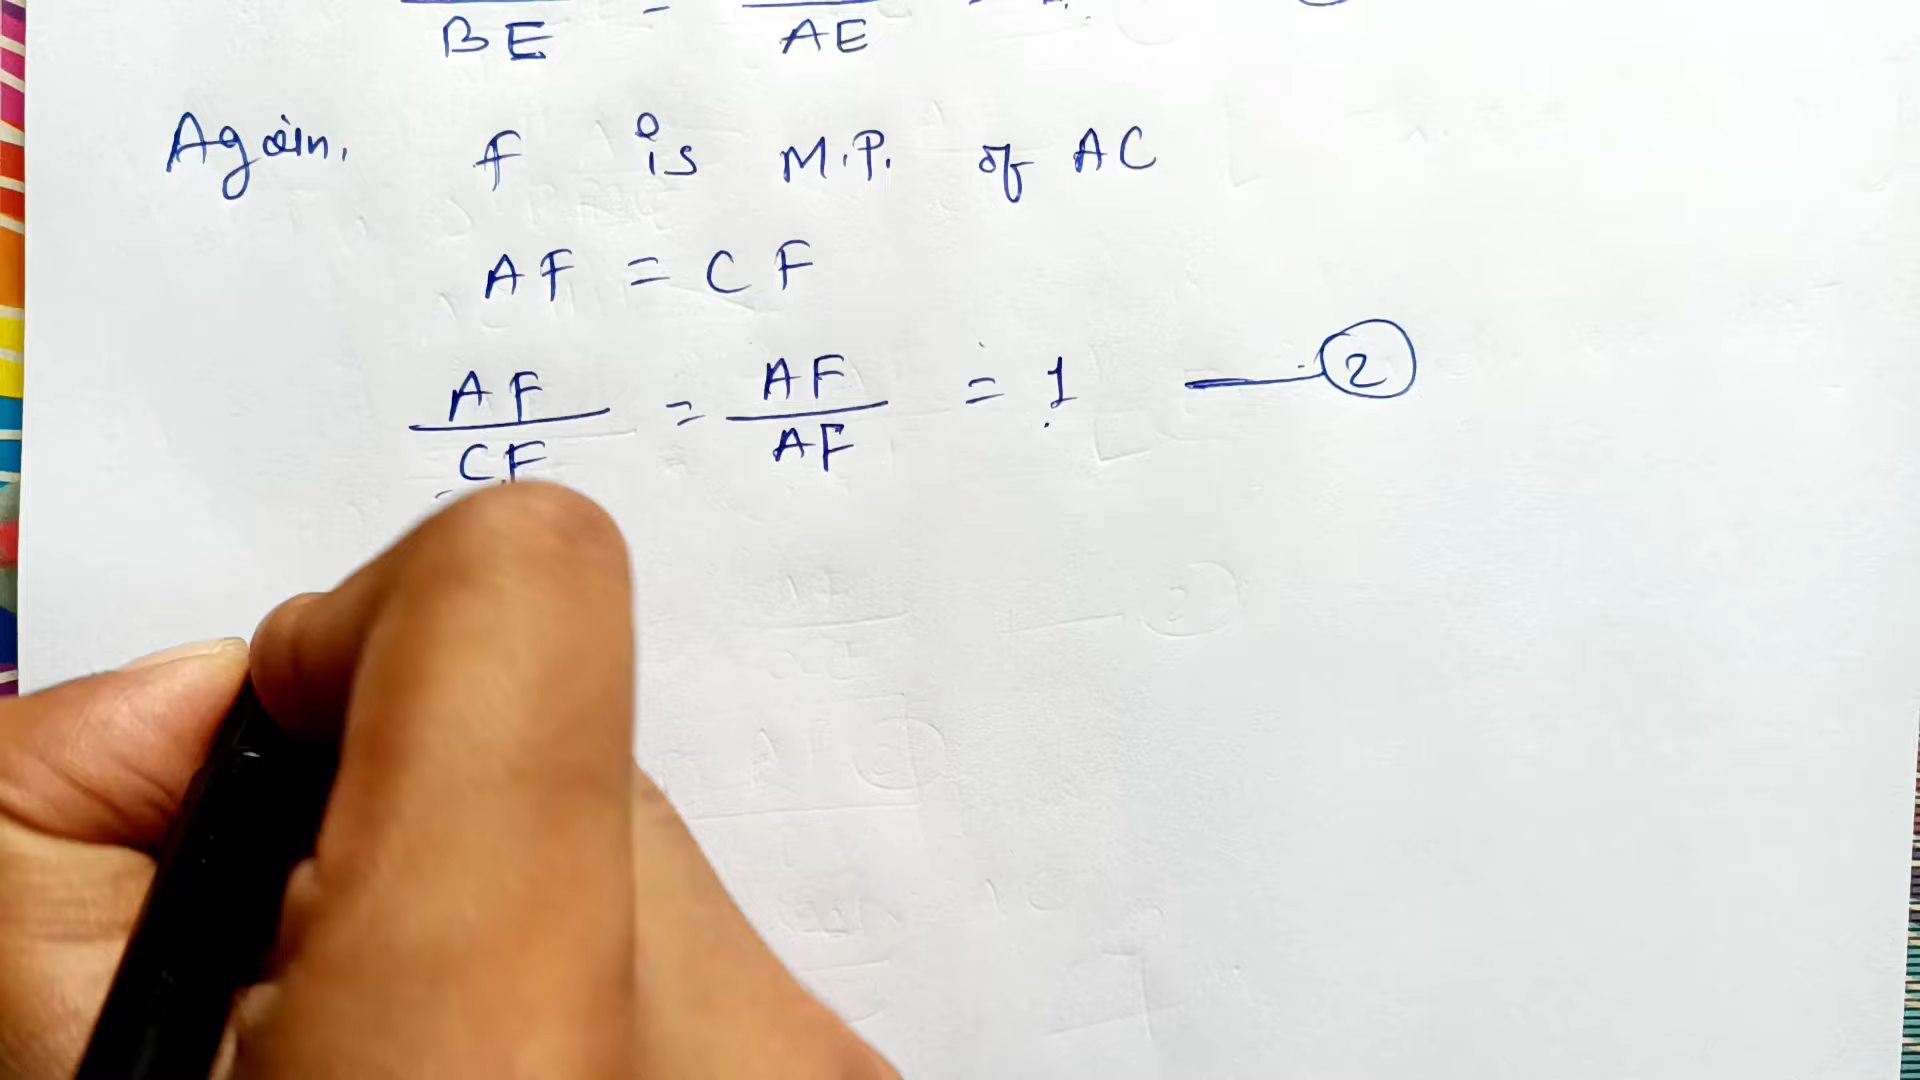 BE = AE =
Again, f is M.P. of AC
AF = CF
AF/CF = AF/AF = 1 — 2